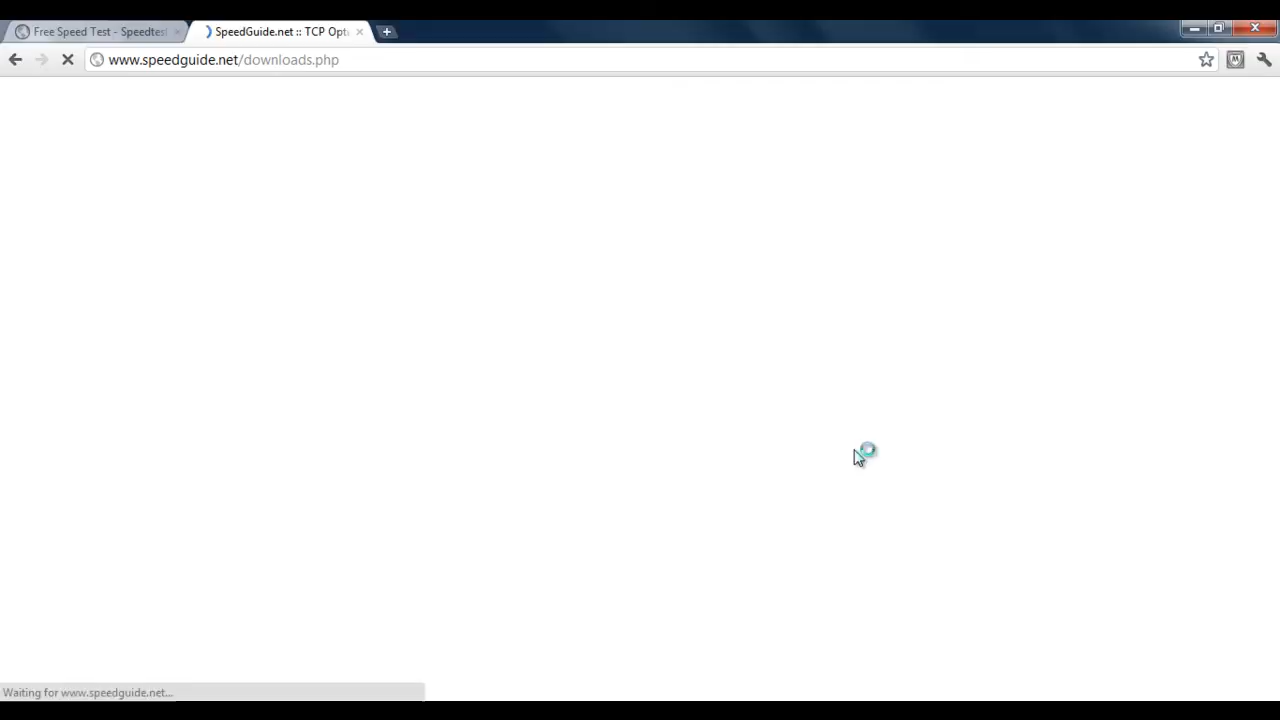 Free Speed Test - Speedtest
SpeedGuide.net :: TCP Opt
www.speedguide.net/downloads.php
Waiting for www.speedguide.net...